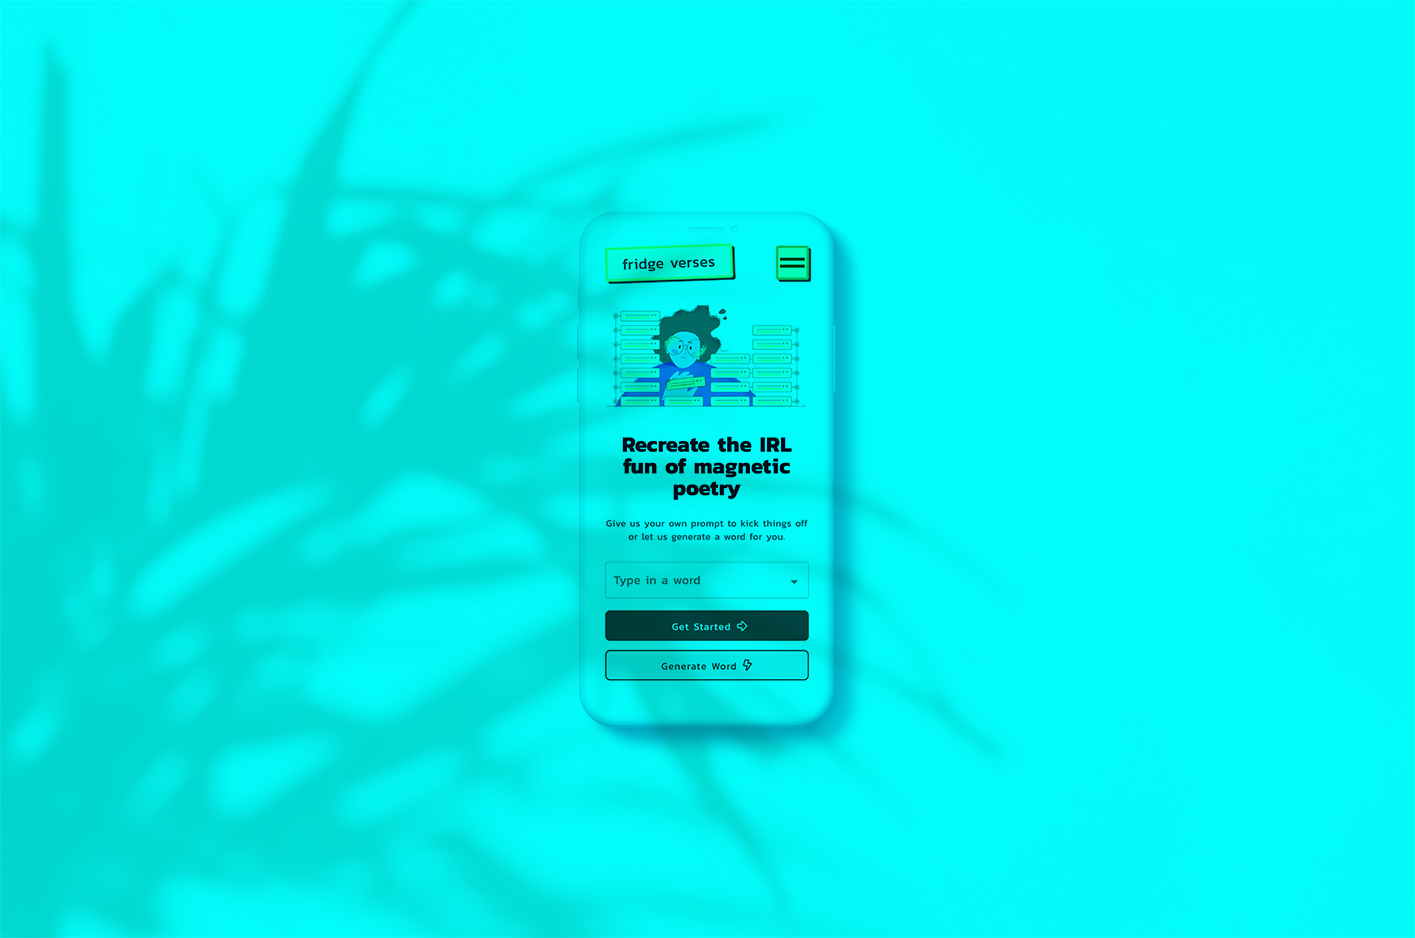 fridge verses
Recreate the IRL
fun of magnetic
poetry
Give us your own prompt to kick things off
or let us generate a word for you.
Type in a word
Get Started
Generate Word